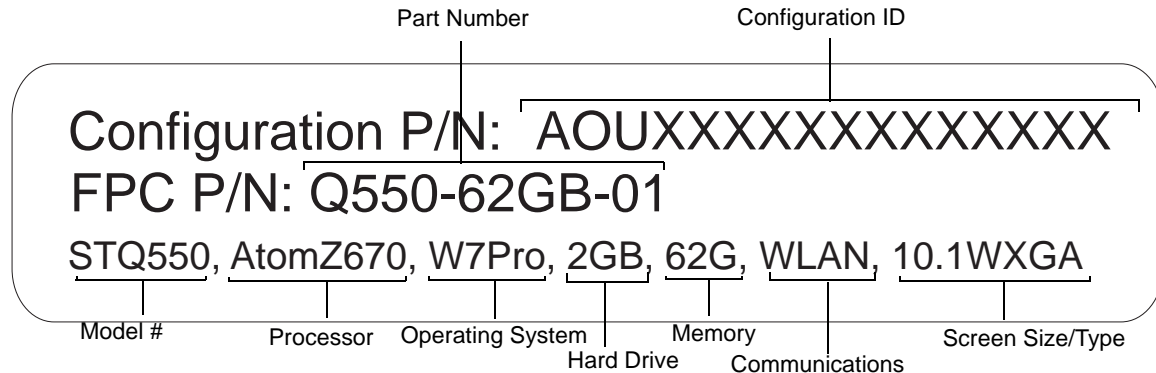 Part Number
Configuration ID
Configuration P/N: AOUXXXXXXXXXXXXX
FPC P/N: Q550-62GB-01
STQ550, AtomZ670, W7Pro, 2GB, 62G, WLAN, 10.1WXGA
Model #
Processor
Operating System
Hard Drive
Memory
Communications
Screen Size/Type